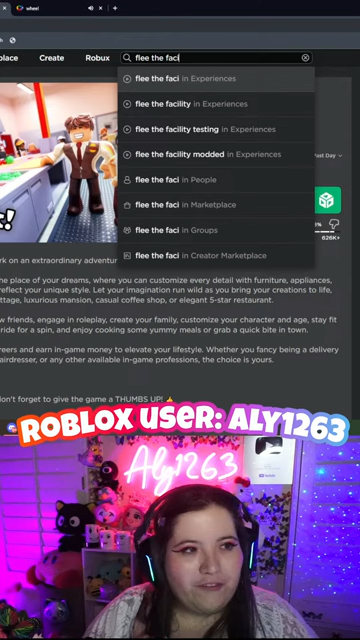 wheel
place Create Robux flee the faci
flee the faci in Experiences
flee the facility in Experiences
flee the facility testing in Experiences
flee the facility modded in Experiences
flee the faci in People
flee the faci in Marketplace
flee the faci in Groups
flee the faci in Creator Marketplace
Past Day
628K+
ork on an extraordinary adventur
the place of your dreams, where you can customize every detail with furniture, appliances,
reflect your unique style. Let your imagination run wild as you bring your creations to life,
ottage, luxurious mansion, casual coffee shop, or elegant 5-star restaurant.
w friends, engage in roleplay, create your family, customize your character and age, stay fit
ride for a spin, and enjoy cooking some yummy meals or grab a quick bite in town.
reers and earn in-game money to elevate your lifestyle. Whether you fancy being a delivery
airdresser, or any other available in-game professions, the choice is yours.
don't forget to give the game a THUMBS UP!
ROBLOX USER: ALY1263
Aly1263